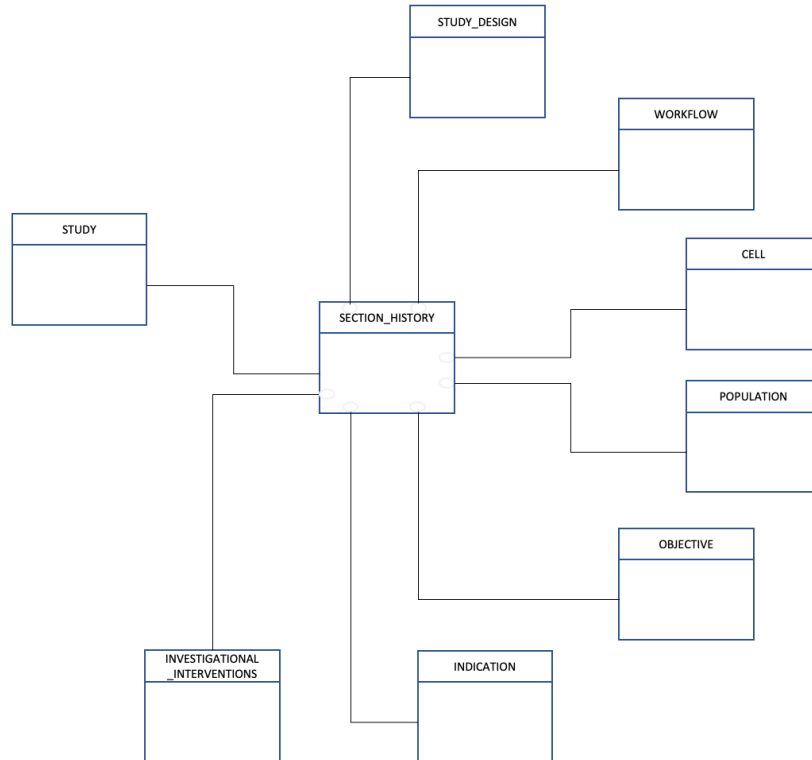 STUDY_DESIGN
WORKFLOW
STUDY
CELL
SECTION_HISTORY
POPULATION
OBJECTIVE
INVESTIGATIONAL
_INTERVENTIONS
INDICATION